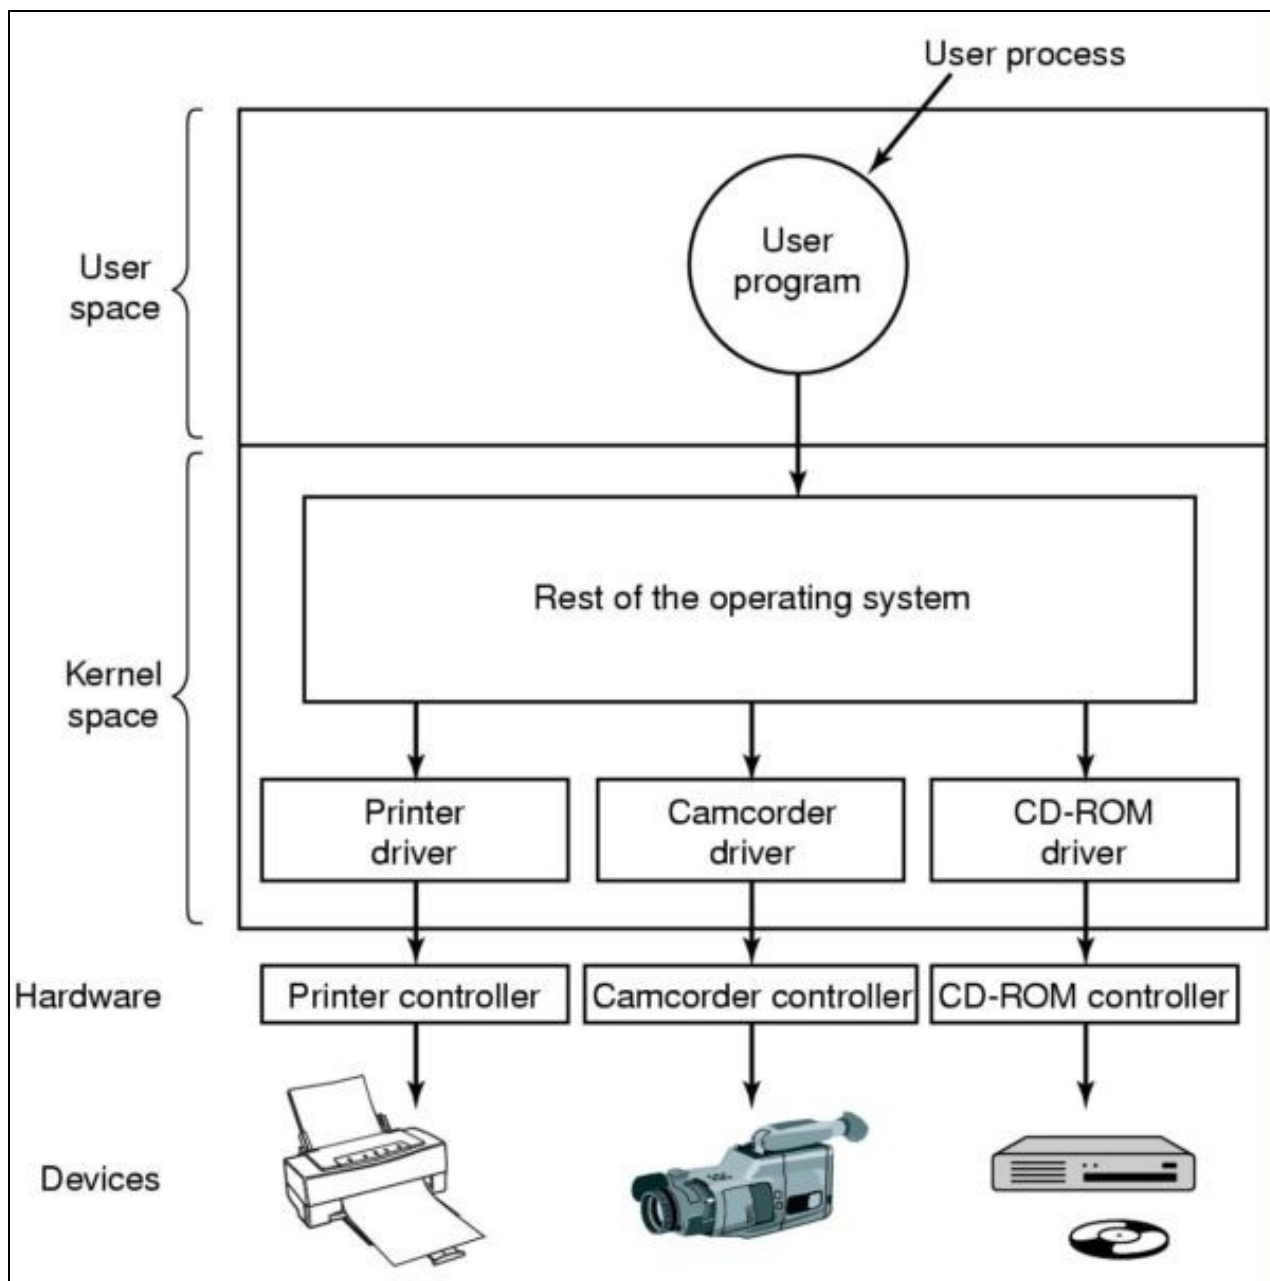 User process
User
program
User
space
Rest of the operating system
Kernel
space
Printer
driver
Camcorder
driver
CD-ROM
driver
Hardware
Printer controller
Camcorder controller
CD-ROM controller
Devices